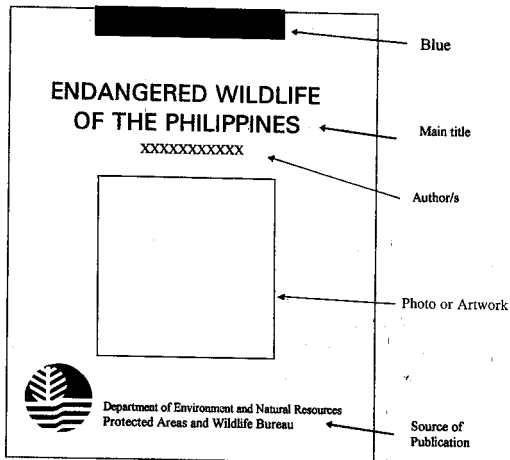 Blue
ENDANGERED WILDLIFE
OF THE PHILIPPINES
Main title
XXXXXXXXXXX
Author/s
Photo or Artwork
Department of Environment and Natural Resources
Protected Areas and Wildlife Bureau
Source of
Publication